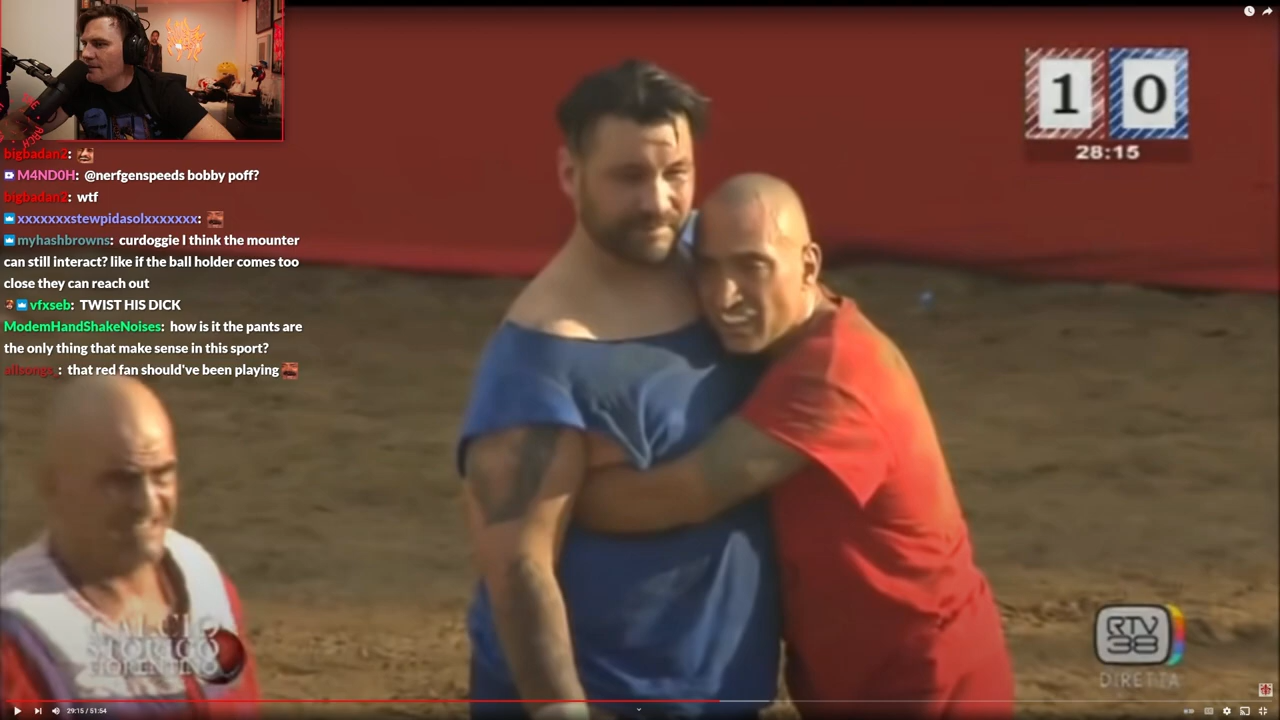 1 0
28:15
bigbadan2:
M4ND0H: @nerfgenspeeds bobby poff?
bigbadan2: wtf
xxxxxxxstewpidasolxxxxxxx:
myhashbrowns: curdoggie I think the mounter
can still interact? like if the ball holder comes too
close they can reach out
vfxseb: TWIST HIS DICK
ModemHandShakeNoises: how is it the pants are
the only thing that make sense in this sport?
: that red fan should've been playing
CALCIO
STORICO
FIORENTINO
RTV
38
DIRETTA
29:15 / 51:54